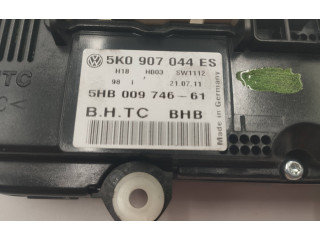 5K0 907 044 ES
H18 H003 SW1112
98 21.07.11
5HB 009 746-61
B.H.TC BHB
Made in Germany